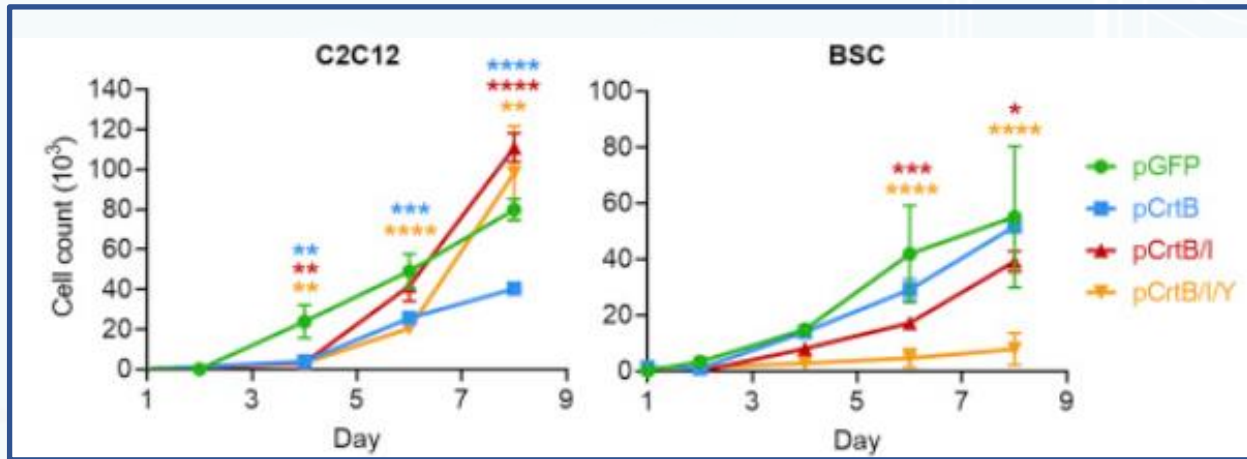 C2C12
BSC
Cell count (10³)
140
120
100
80
60
40
20
0
**
**
**
***
****
****
****
**
1 3 5 7 9
Day
100
80
60
40
20
0
***
****
*
****
1 3 5 7 9
Day
pGFP
pCrtB
pCrtB/I
pCrtB/I/Y